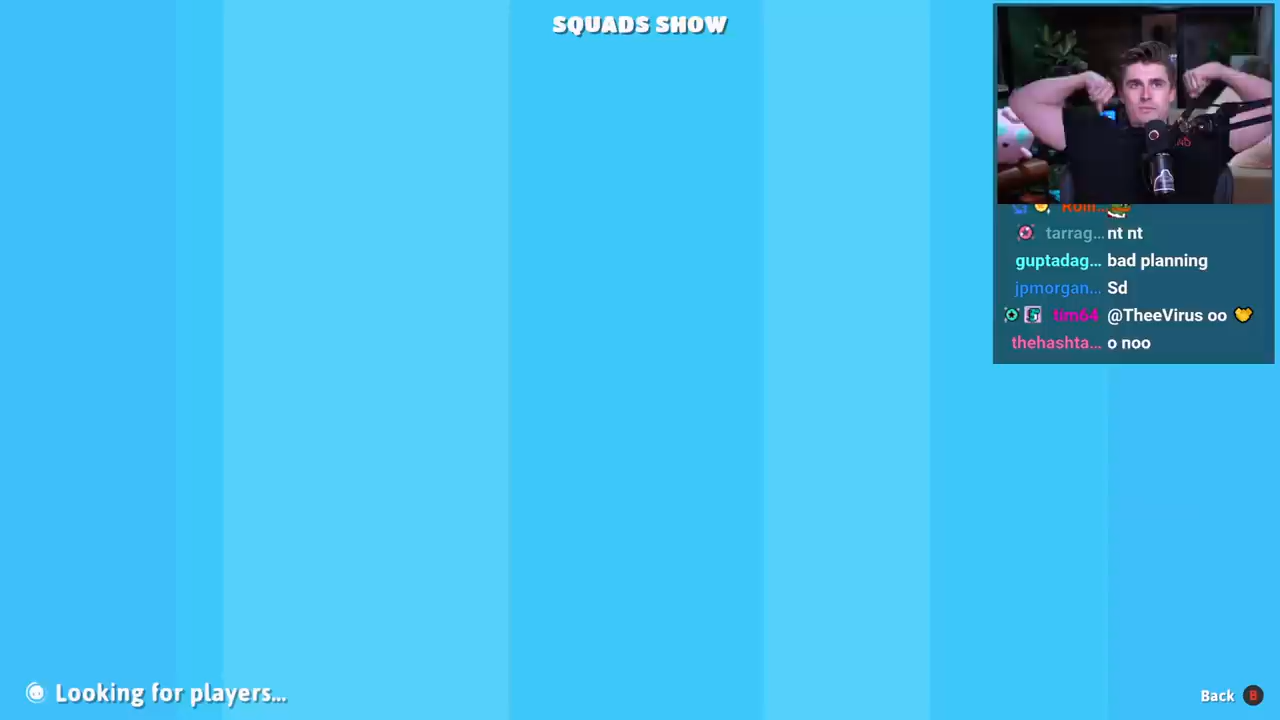 SQUADS SHOW
tarrag... nt nt
guptadag... bad planning
jpmorgan... Sd
tim64 @TheeVirus oo
thehashta... o noo
Looking for players...
Back B